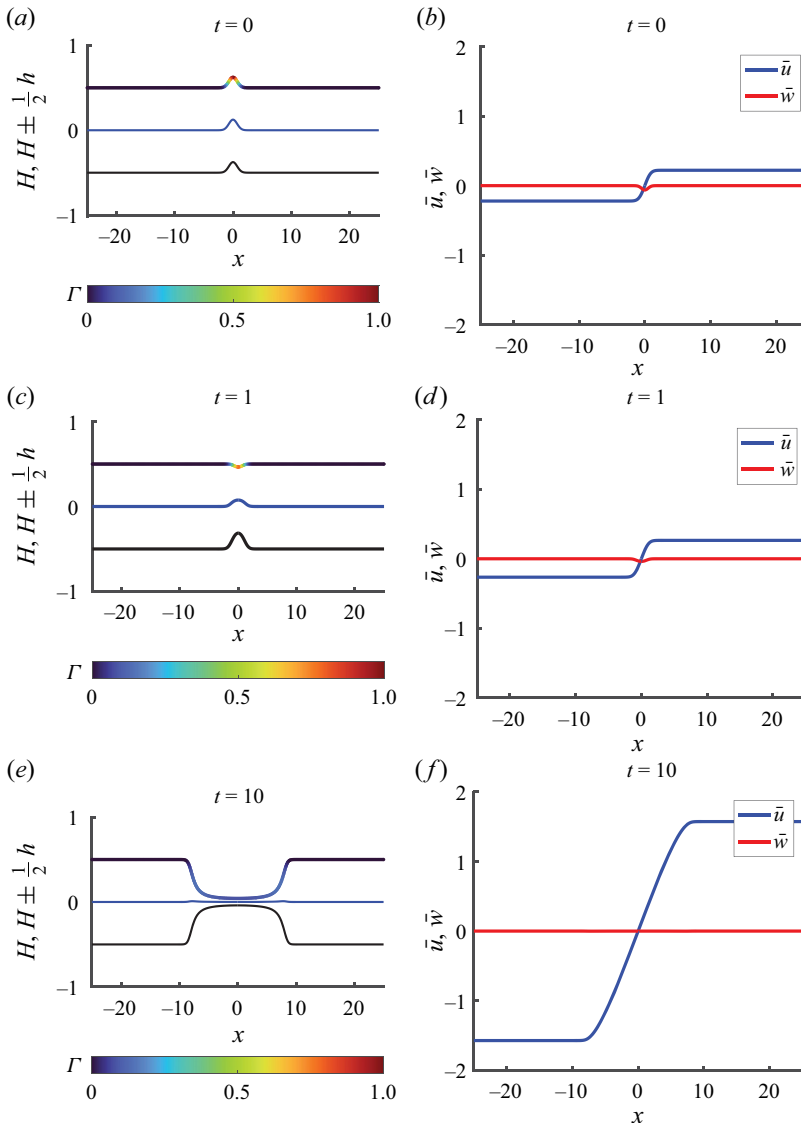 (a)
t = 0
H, H ± 1/2 h
1
0
–1
–20 –10 0 10 20
x
Γ
0 0.5 1.0
(b)
t = 0
ū, w̄
2
1
0
–1
–2
–20 –10 0 10 20
x
ū
w̄
(c)
t = 1
H, H ± 1/2 h
1
0
–1
–20 –10 0 10 20
x
Γ
0 0.5 1.0
(d)
t = 1
ū, w̄
2
1
0
–1
–2
–20 –10 0 10 20
x
ū
w̄
(e)
t = 10
H, H ± 1/2 h
1
0
–1
–20 –10 0 10 20
x
Γ
0 0.5 1.0
(f)
t = 10
ū, w̄
2
1
0
–1
–2
–20 –10 0 10 20
x
ū
w̄